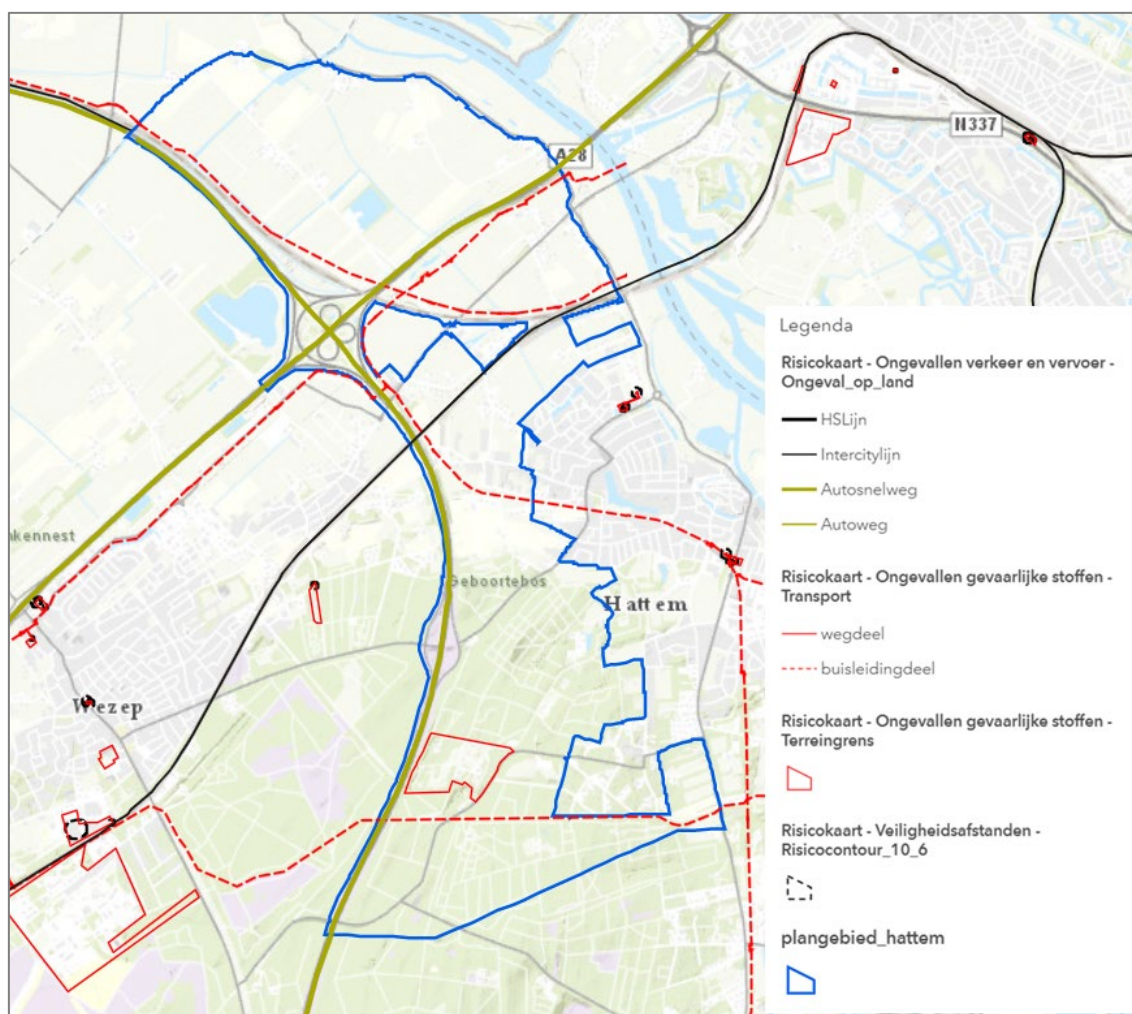 A28
N337
nkennest
Geboortebos
Hattem
Wezep
Legenda
Risicokaart - Ongevallen verkeer en vervoer -
Ongeval_op_land
HSLijn
Intercitylijn
Autosnelweg
Autoweg
Risicokaart - Ongevallen gevaarlijke stoffen -
Transport
wegdeel
buisleidingdeel
Risicokaart - Ongevallen gevaarlijke stoffen -
Terreingrens
Risicokaart - Veiligheidsafstanden -
Risicocontour_10_6
plangebied_hattem